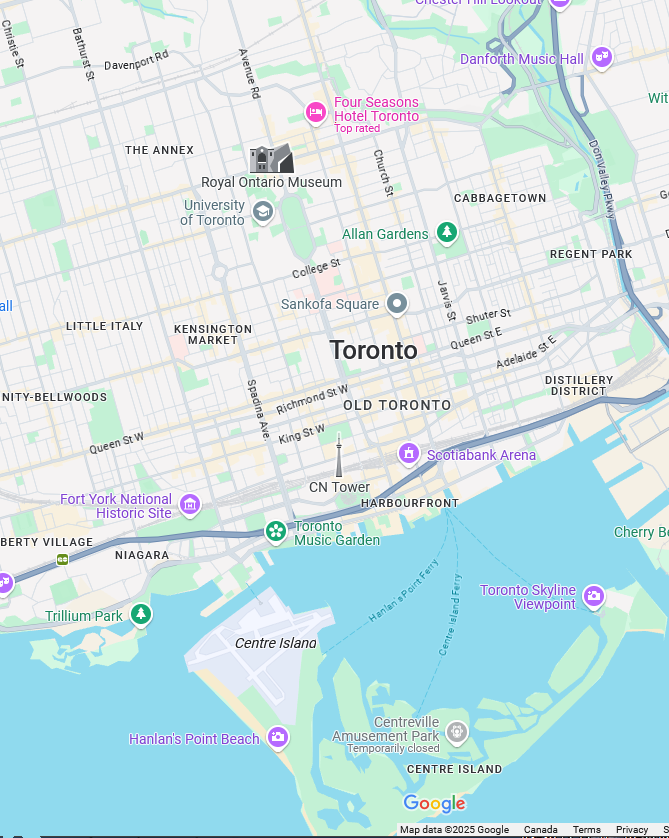 Chester Hill Lookout
Christie St
Bathurst St
Davenport Rd
Avenue Rd
Danforth Music Hall
Four Seasons
Hotel Toronto
Top rated
Wit
THE ANNEX
Church St
Don Valley Pkwy
Royal Ontario Museum
University
of Toronto
CABBAGETOWN
Allan Gardens
REGENT PARK
College St
Sankofa Square
Jarvis St
all
Shuter St
LITTLE ITALY
KENSINGTON
MARKET
Queen St E
Toronto
Adelaide St E
DISTILLERY
DISTRICT
NITY-BELLWOODS
Spadina Ave.
Richmond St W
OLD TORONTO
King St W
Queen St W
Scotiabank Arena
CN Tower
Fort York National
Historic Site
HARBOURFRONT
Toronto
Music Garden
BERTY VILLAGE
NIAGARA
Cherry Be
Hanlan's Point Ferry
Centre Island Ferry
Toronto Skyline
Viewpoint
Trillium Park
Centre Island
Hanlan's Point Beach
Centreville
Amusement Park
Temporarily closed
CENTRE ISLAND
Google
Map data ©2025 Google Canada Terms Privacy S